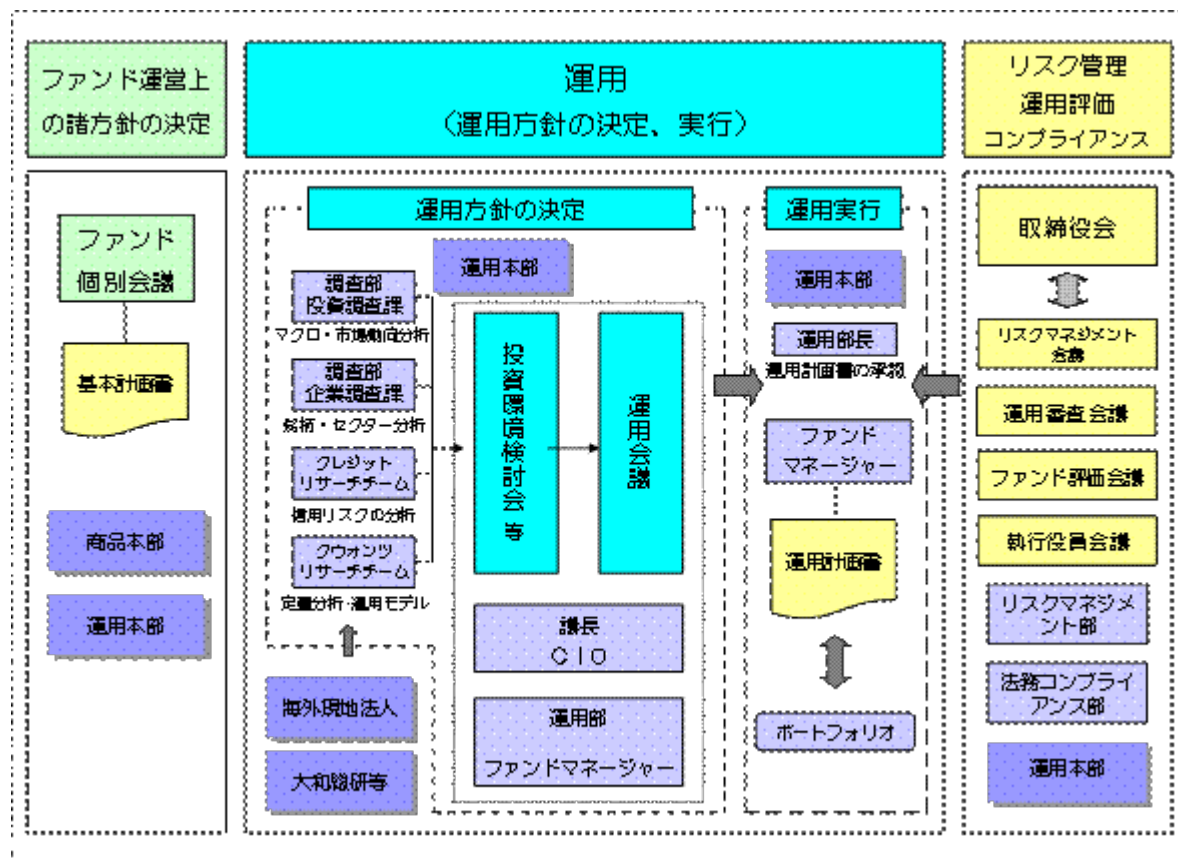 ファンド運営上
の諸方針の決定
運用
（運用方針の決定、実行）
リスク管理
運用評価
コンプライアンス
ファンド
個別会議
基本計画書
商品本部
運用本部
運用方針の決定
運用本部
調査部
投資調査課
マクロ・市場動向分析
調査部
企業調査課
銘柄・セクター分析
クレジット
リサーチチーム
信用リスクの分析
クウォンツ
リサーチチーム
定量分析・運用モデル
海外現地法人
大和総研等
投資環境検討会 等
運用会議
議長
ＣＩＯ
運用部
ファンドマネージャー
運用実行
運用本部
運用部長
運用計画書の承認
ファンド
マネージャー
運用計画書
ポートフォリオ
取締役会
リスクマネジメント
会議
運用審査会議
ファンド評価会議
執行役員会議
リスクマネジメ
ント部
法務コンプライ
アンス部
運用本部